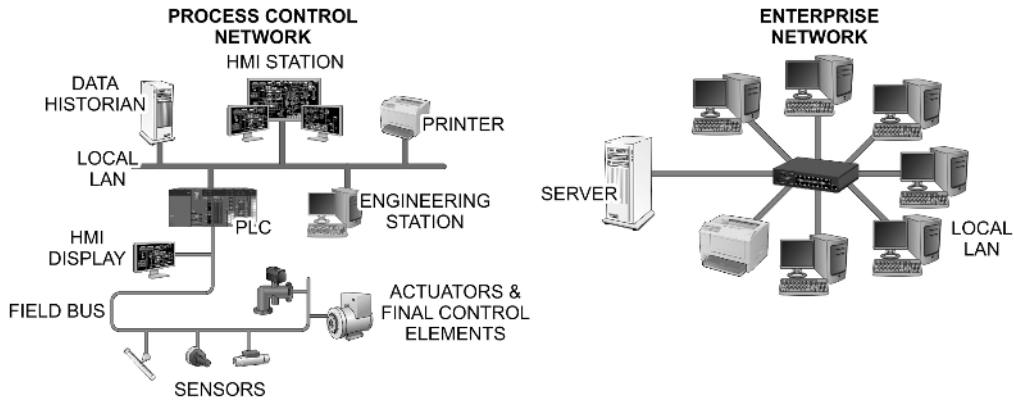 PROCESS CONTROL
NETWORK
HMI STATION
DATA
HISTORIAN
PRINTER
LOCAL
LAN
PLC
ENGINEERING
STATION
HMI
DISPLAY
FIELD BUS
ACTUATORS &
FINAL CONTROL
ELEMENTS
SENSORS
ENTERPRISE
NETWORK
SERVER
LOCAL
LAN